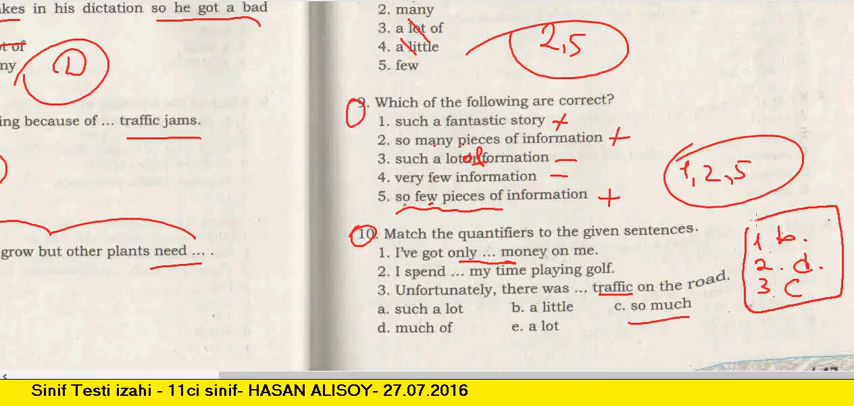 akes in his dictation so he got a bad
t of
ny
D
ing because of ... traffic jams.
grow but other plants need ... .
2. many
3. a lot of
4. a little
5. few
2,5
9. Which of the following are correct?
1. such a fantastic story +
2. so many pieces of information +
3. such a lot of information –
4. very few information –
5. so few pieces of information +
1,2,5
10. Match the quantifiers to the given sentences.
1. I've got only ... money on me.
2. I spend ... my time playing golf.
3. Unfortunately, there was ... traffic on the road.
a. such a lot b. a little c. so much
d. much of e. a lot
1 b.
2. d.
3 C
Sinif Testi izahi - 11ci sinif- HASAN ALISOY- 27.07.2016